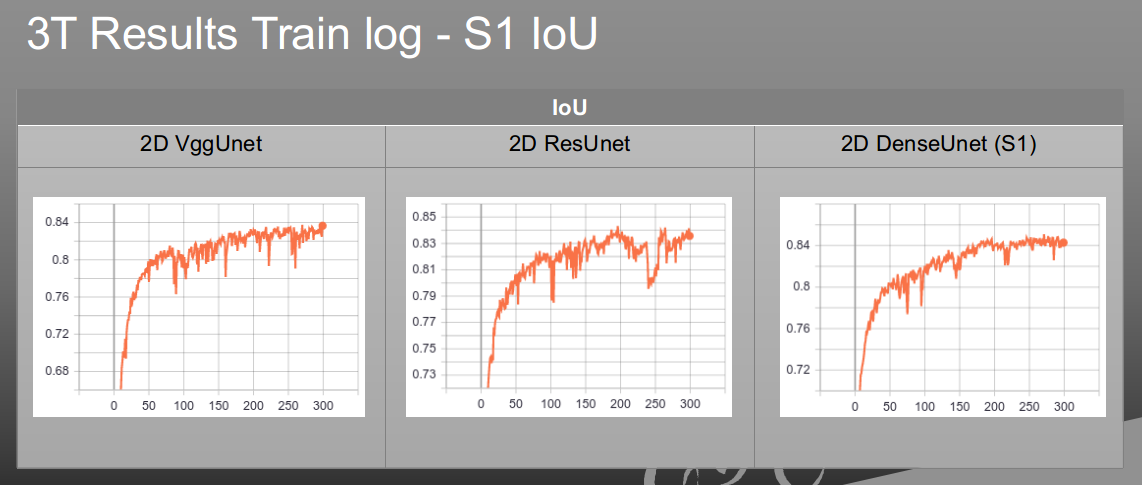 3T Results Train log - S1 IoU
IoU
2D VggUnet
2D ResUnet
2D DenseUnet (S1)
0.84
0.8
0.76
0.72
0.68
0 50 100 150 200 250 300
0.85
0.83
0.81
0.79
0.77
0.75
0.73
0 50 100 150 200 250 300
0.84
0.8
0.76
0.72
0 50 100 150 200 250 300